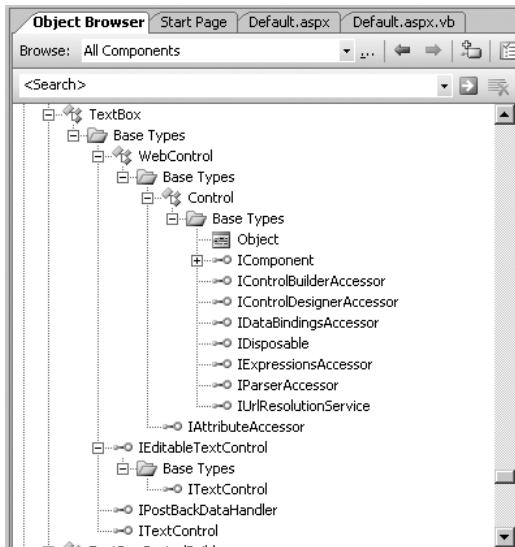 Object Browser Start Page Default.aspx Default.aspx.vb
Browse: All Components ...
<Search>
TextBox
Base Types
WebControl
Base Types
Control
Base Types
Object
IComponent
IControlBuilderAccessor
IControlDesignerAccessor
IDataBindingsAccessor
IDisposable
IExpressionsAccessor
IParserAccessor
IUrlResolutionService
IAttributeAccessor
IEditableTextControl
Base Types
ITextControl
IPostBackDataHandler
ITextControl